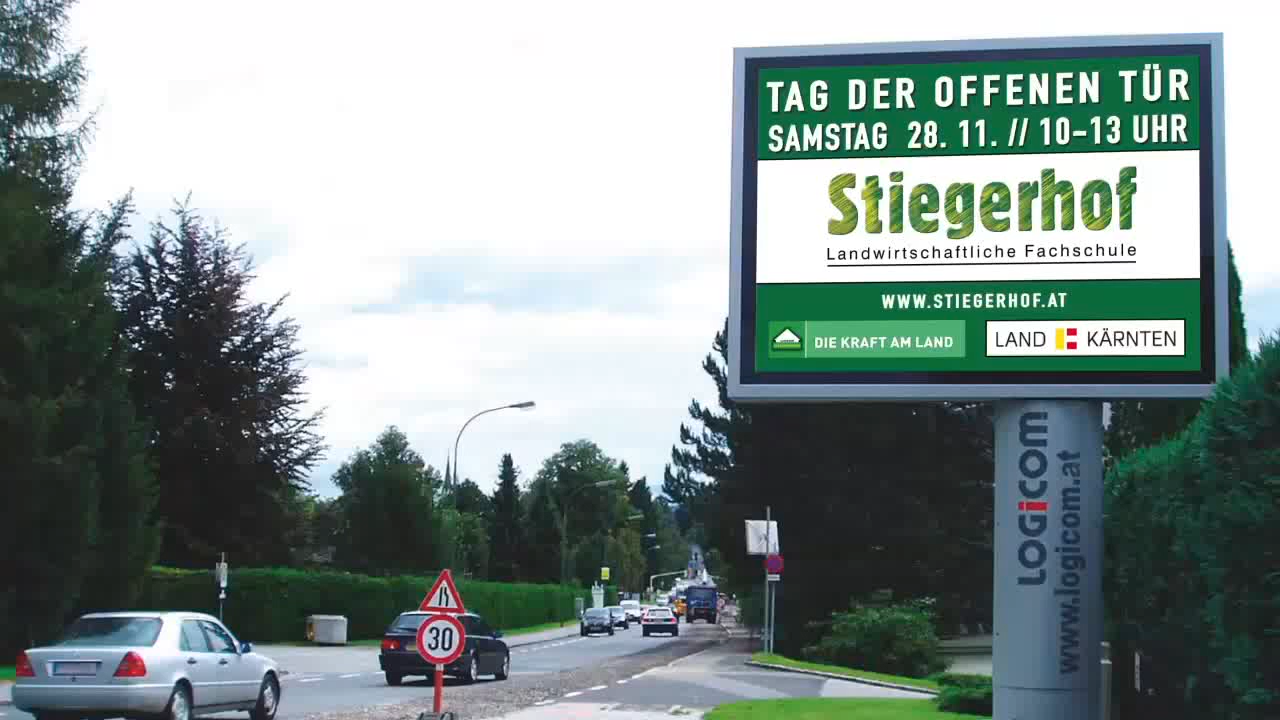 TAG DER OFFENEN TÜR
SAMSTAG 28. 11. // 10-13 UHR
Stiegerhof
Landwirtschaftliche Fachschule
WWW.STIEGERHOF.AT
DIE KRAFT AM LAND
LAND KÄRNTEN
LOGiCOM
www.logicom.at
30